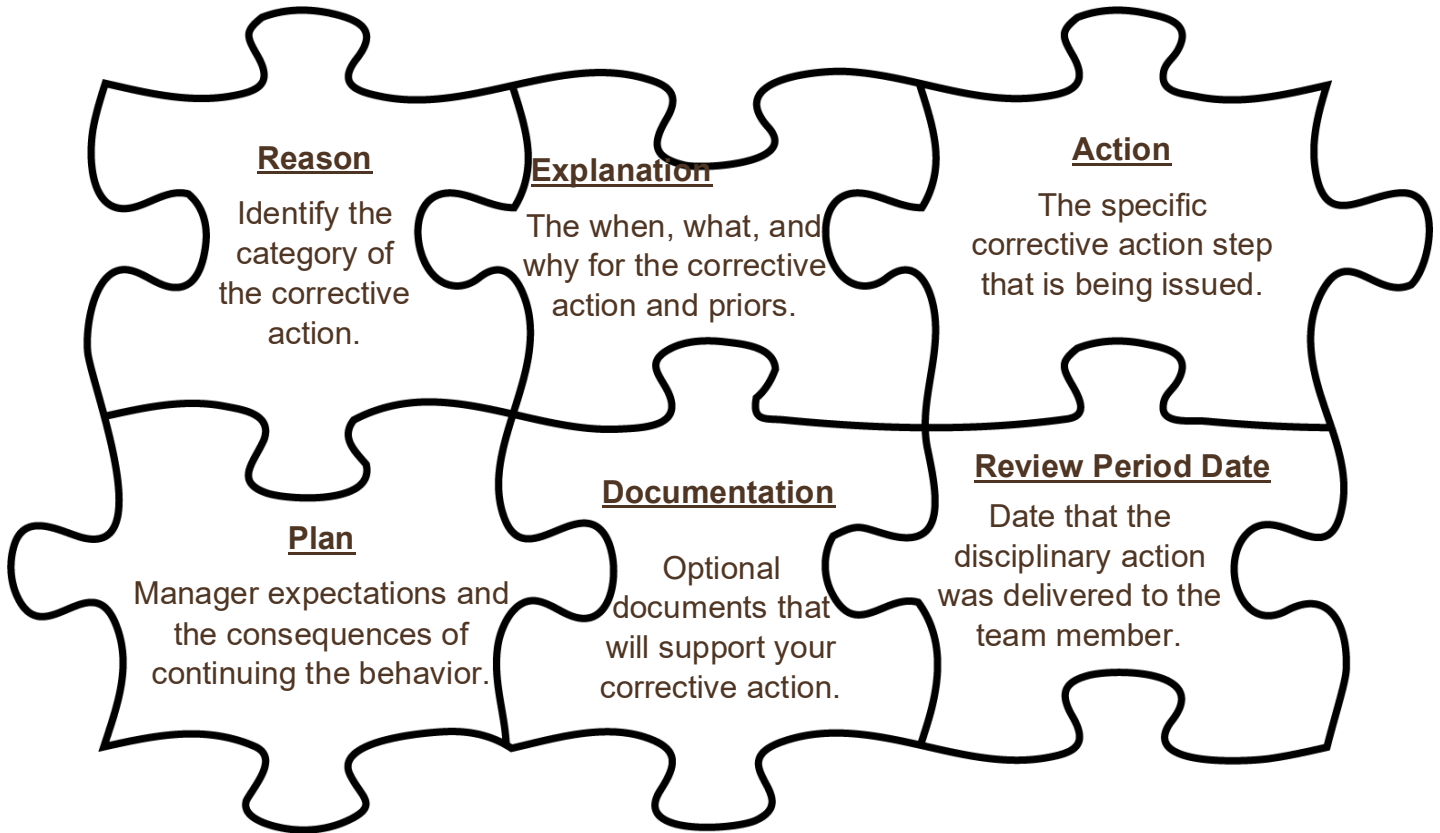 Reason
Identify the
category of
the corrective
action.
Explanation
The when, what, and
why for the corrective
action and priors.
Action
The specific
corrective action step
that is being issued.
Plan
Manager expectations and
the consequences of
continuing the behavior.
Documentation
Optional
documents that
will support your
corrective action.
Review Period Date
Date that the
disciplinary action
was delivered to the
team member.